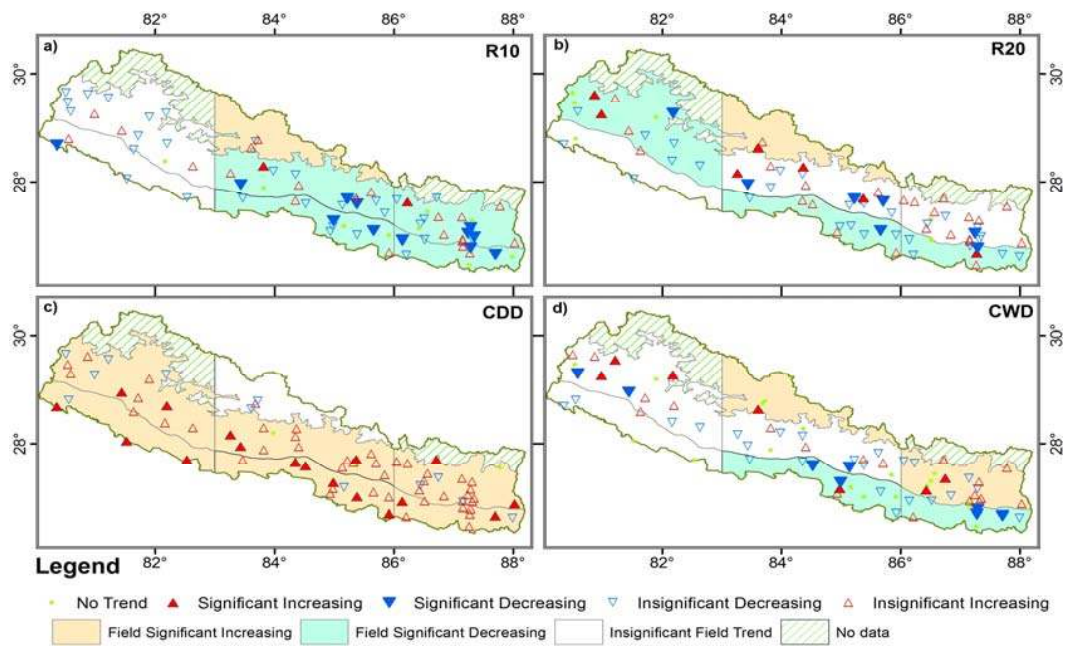 82° 84° 86° 88° 82° 84° 86° 88°
a) R10 b) R20
30° 30°
28° 28°
c) CDD d) CWD
30° 30°
28° 28°
82° 84° 86° 88° 82° 84° 86° 88°
Legend
No Trend Significant Increasing Significant Decreasing Insignificant Decreasing Insignificant Increasing
Field Significant Increasing Field Significant Decreasing Insignificant Field Trend No data